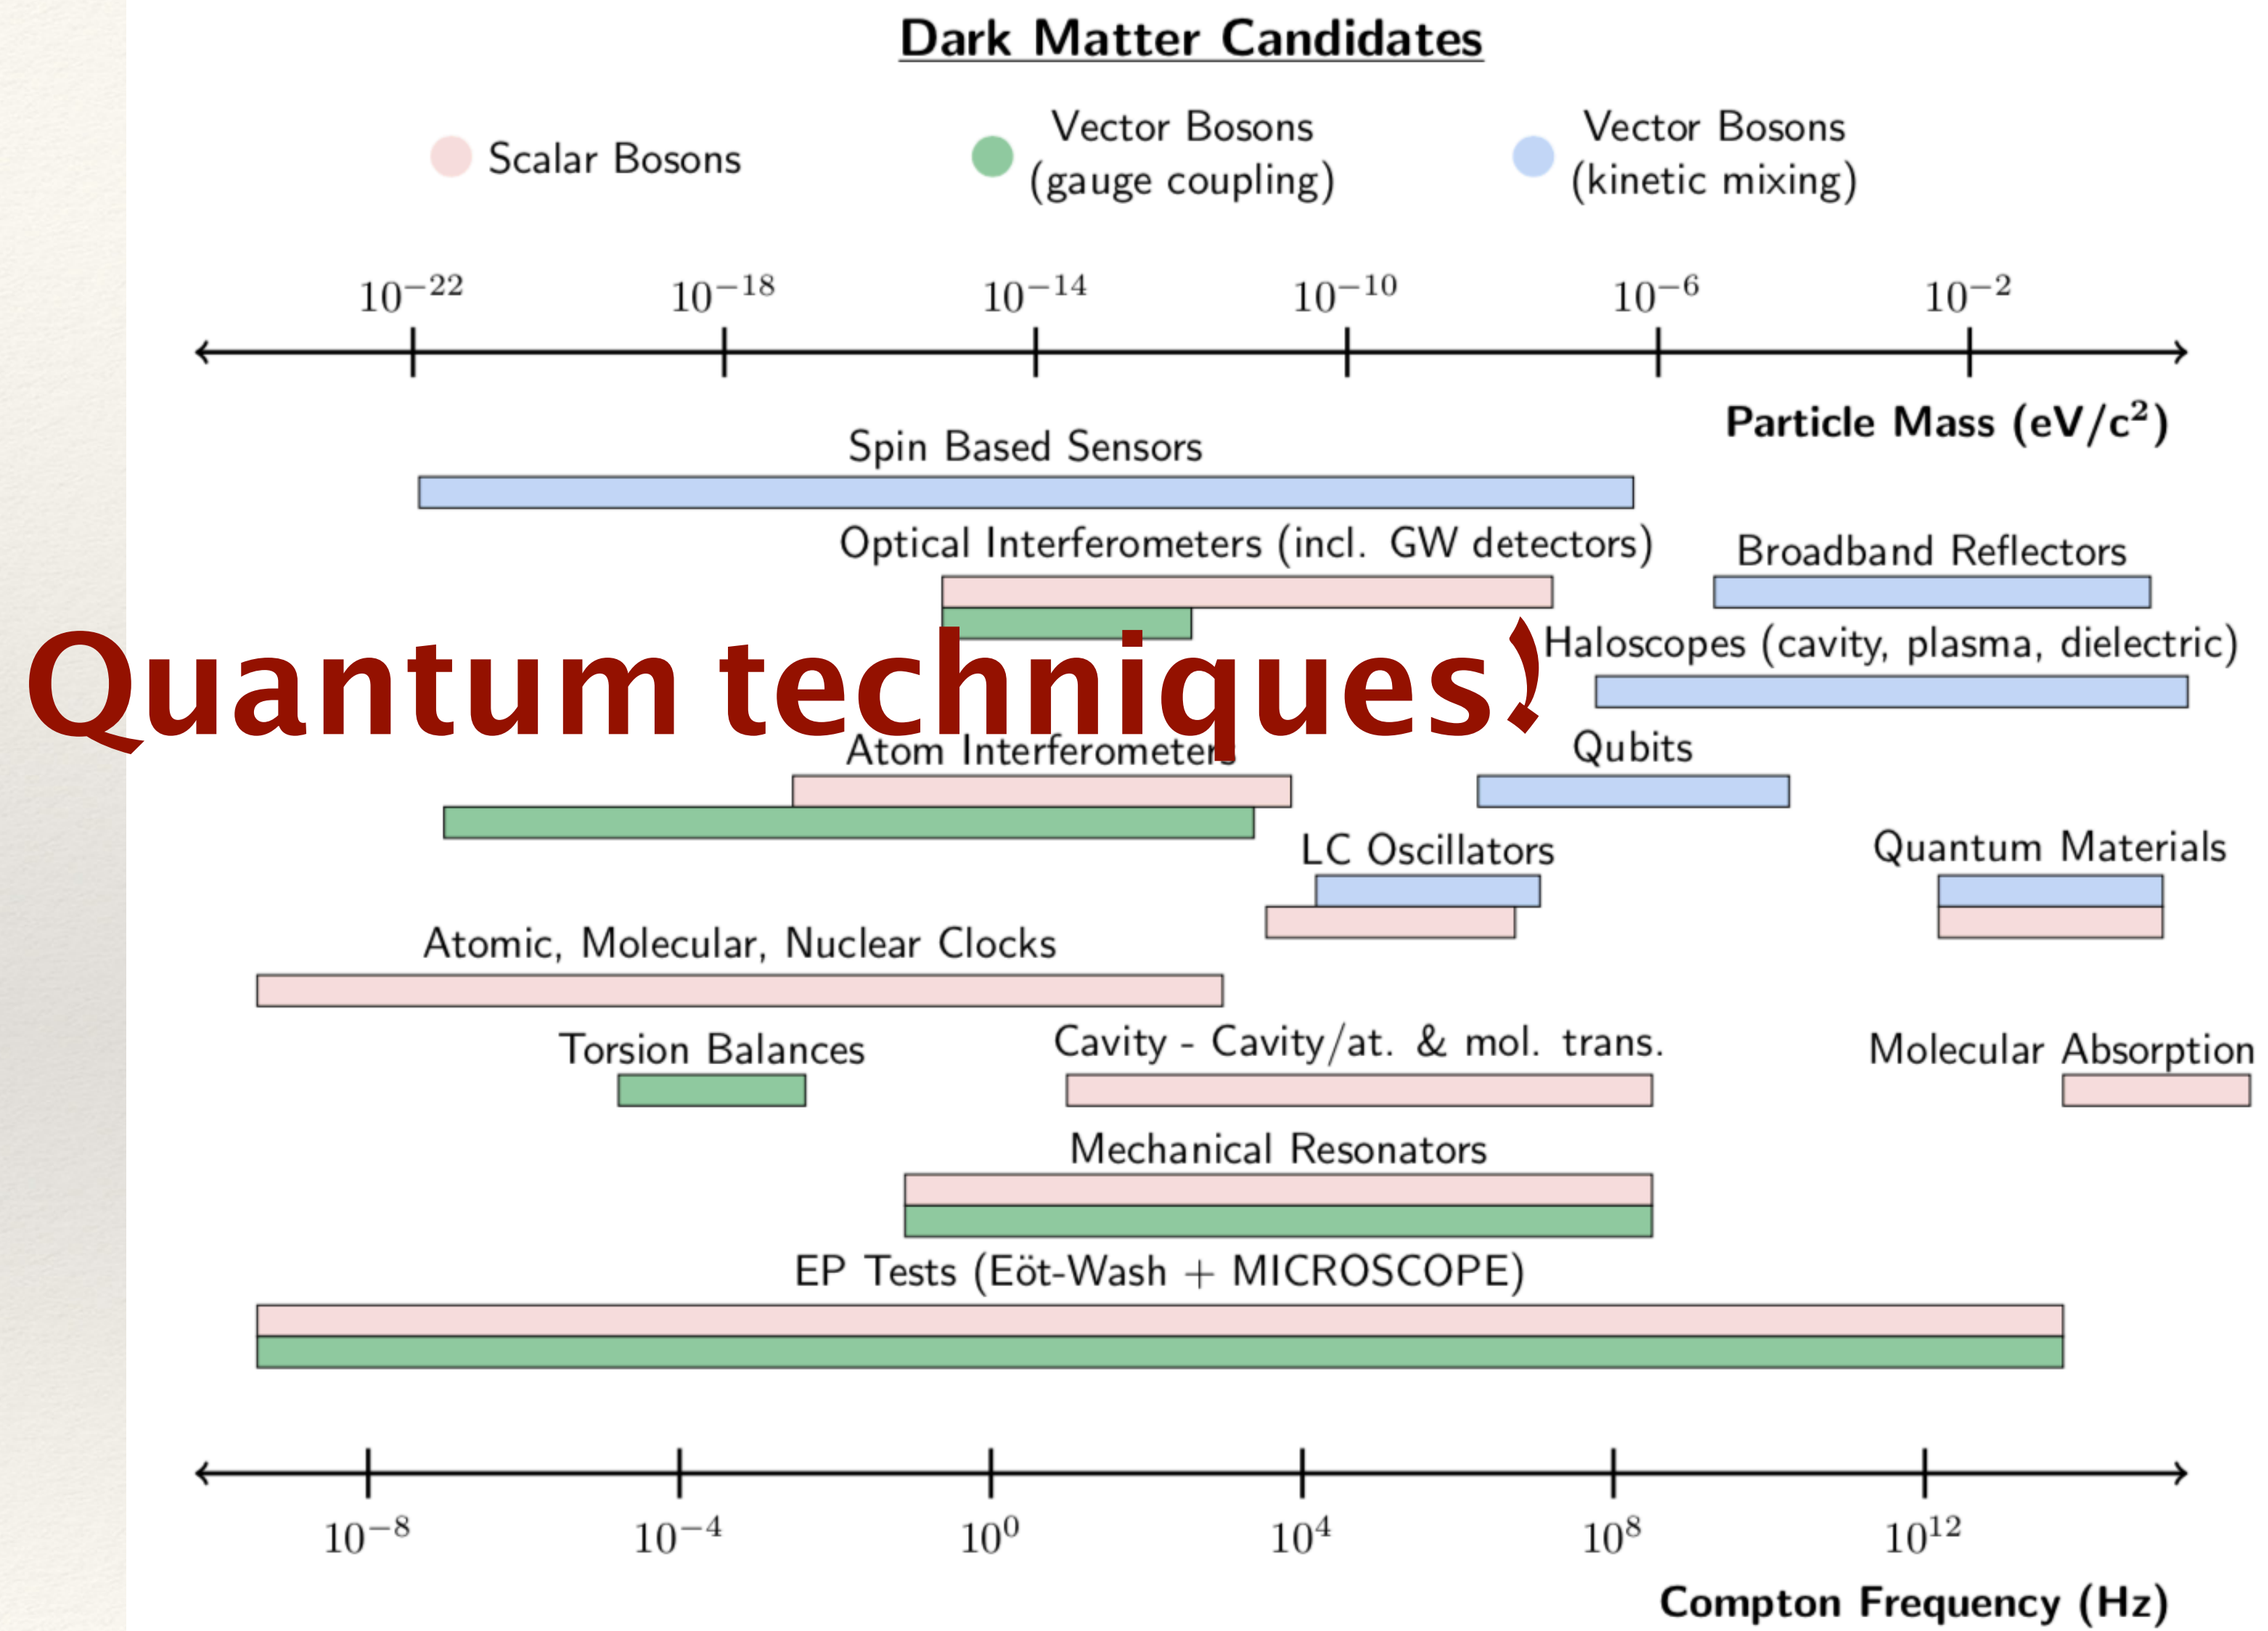 Dark Matter Candidates
Scalar Bosons
Vector Bosons
(gauge coupling)
Vector Bosons
(kinetic mixing)
10⁻²² 10⁻¹⁸ 10⁻¹⁴ 10⁻¹⁰ 10⁻⁶ 10⁻²
Particle Mass (eV/c²)
Spin Based Sensors
Optical Interferometers (incl. GW detectors)
Broadband Reflectors
Quantum techniques!
Haloscopes (cavity, plasma, dielectric)
Atom Interferometers
Qubits
LC Oscillators
Quantum Materials
Atomic, Molecular, Nuclear Clocks
Torsion Balances
Cavity - Cavity/at. & mol. trans.
Molecular Absorption
Mechanical Resonators
EP Tests (Eöt-Wash + MICROSCOPE)
10⁻⁸ 10⁻⁴ 10⁰ 10⁴ 10⁸ 10¹²
Compton Frequency (Hz)